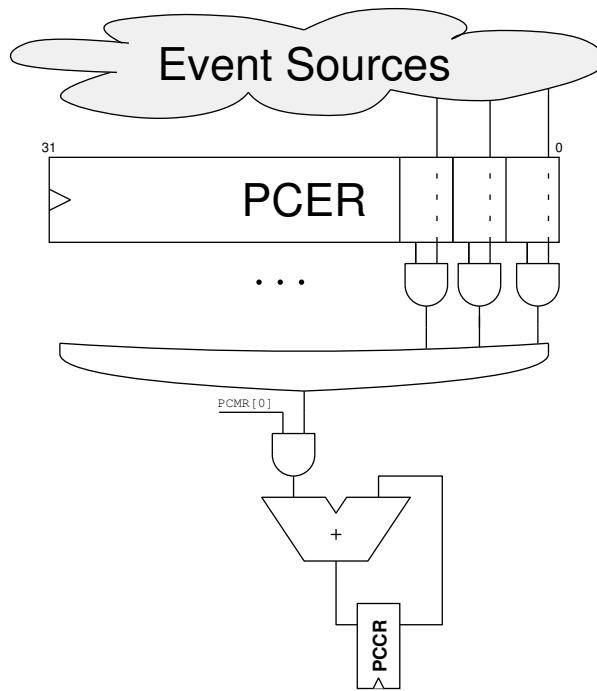 Event Sources
31 0
PCER
. . .
PCMR[0]
+
PCCR